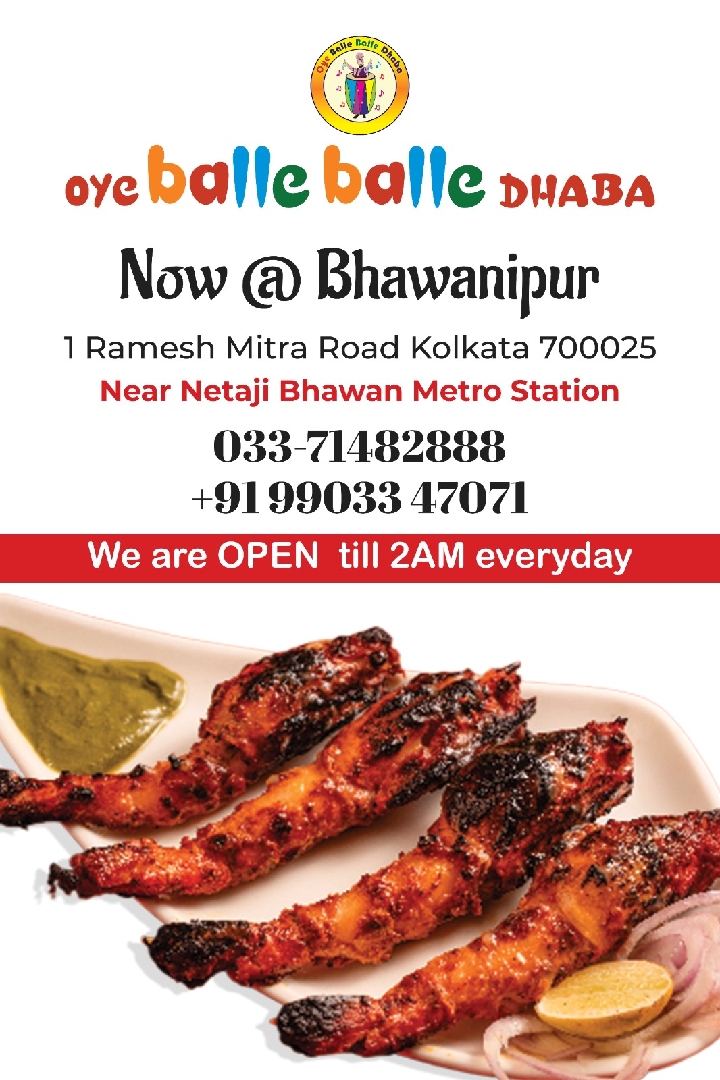 Oye Balle Balle Dhaba
oye balle balle DHABA
Now @ Bhawanipur
1 Ramesh Mitra Road Kolkata 700025
Near Netaji Bhawan Metro Station
033-71482888
+91 99033 47071
We are OPEN till 2AM everyday